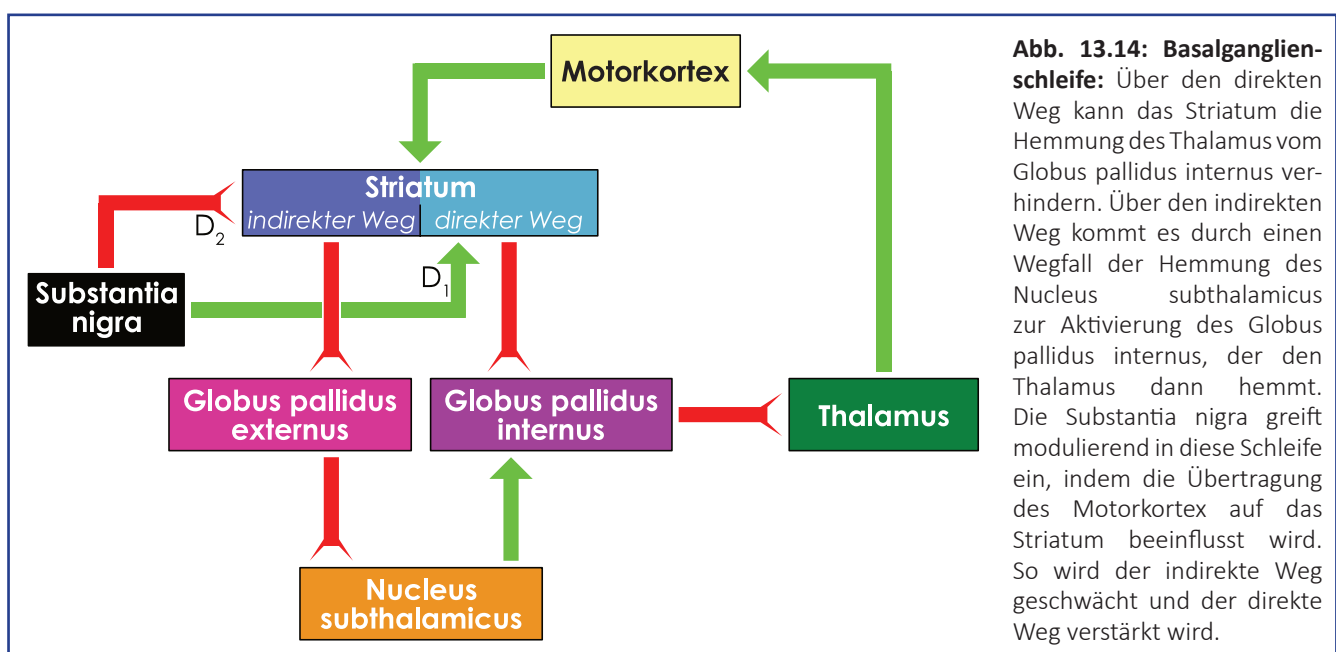 Motorkortex
Striatum
indirekter Weg direkter Weg
D2
D1
Substantia
nigra
Globus pallidus
externus
Globus pallidus
internus
Thalamus
Nucleus
subthalamicus
Abb. 13.14: Basalganglien-
schleife: Über den direkten
Weg kann das Striatum die
Hemmung des Thalamus vom
Globus pallidus internus ver-
hindern. Über den indirekten
Weg kommt es durch einen
Wegfall der Hemmung des
Nucleus subthalamicus
zur Aktivierung des Globus
pallidus internus, der den
Thalamus dann hemmt.
Die Substantia nigra greift
modulierend in diese Schleife
ein, indem die Übertragung
des Motorkortex auf das
Striatum beeinflusst wird.
So wird der indirekte Weg
geschwächt und der direkte
Weg verstärkt wird.